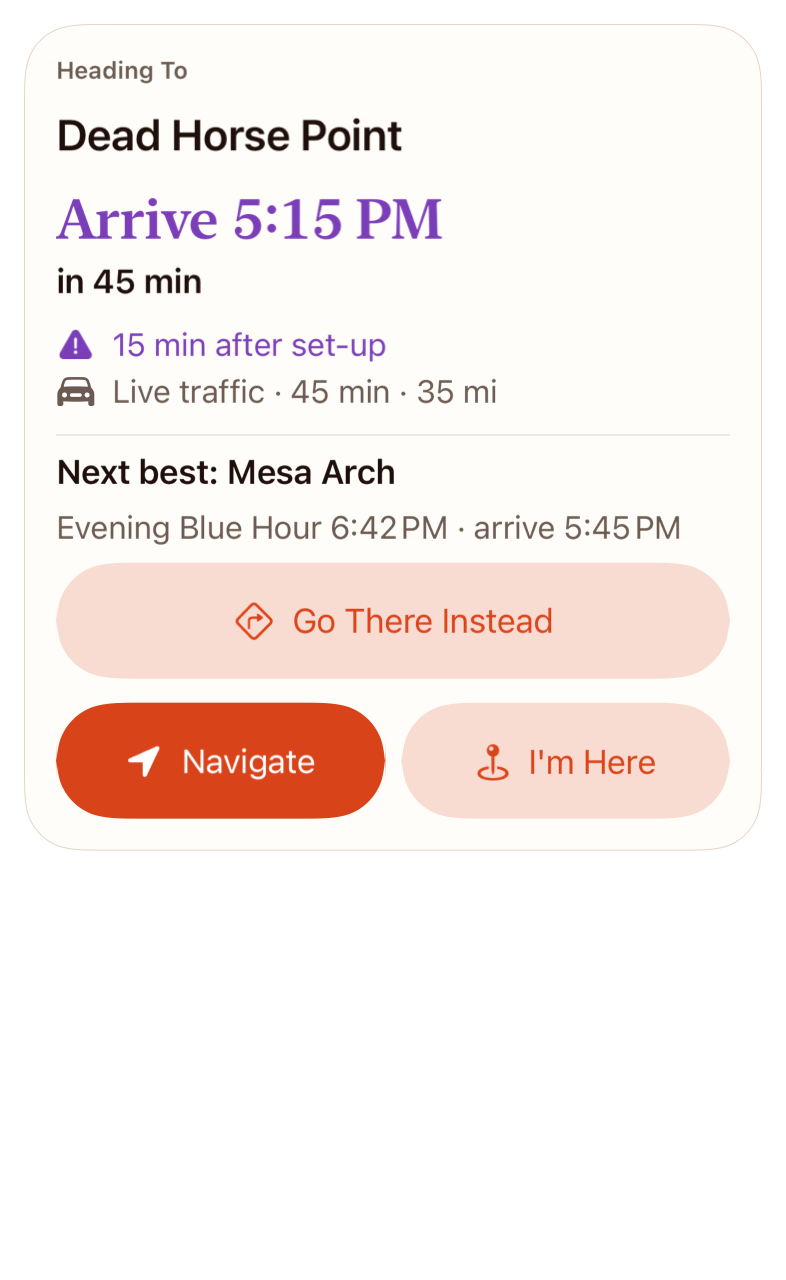 Heading To
Dead Horse Point
Arrive 5:15 PM
in 45 min
15 min after set-up
Live traffic · 45 min · 35 mi
Next best: Mesa Arch
Evening Blue Hour 6:42 PM · arrive 5:45 PM
Go There Instead
Navigate
I'm Here